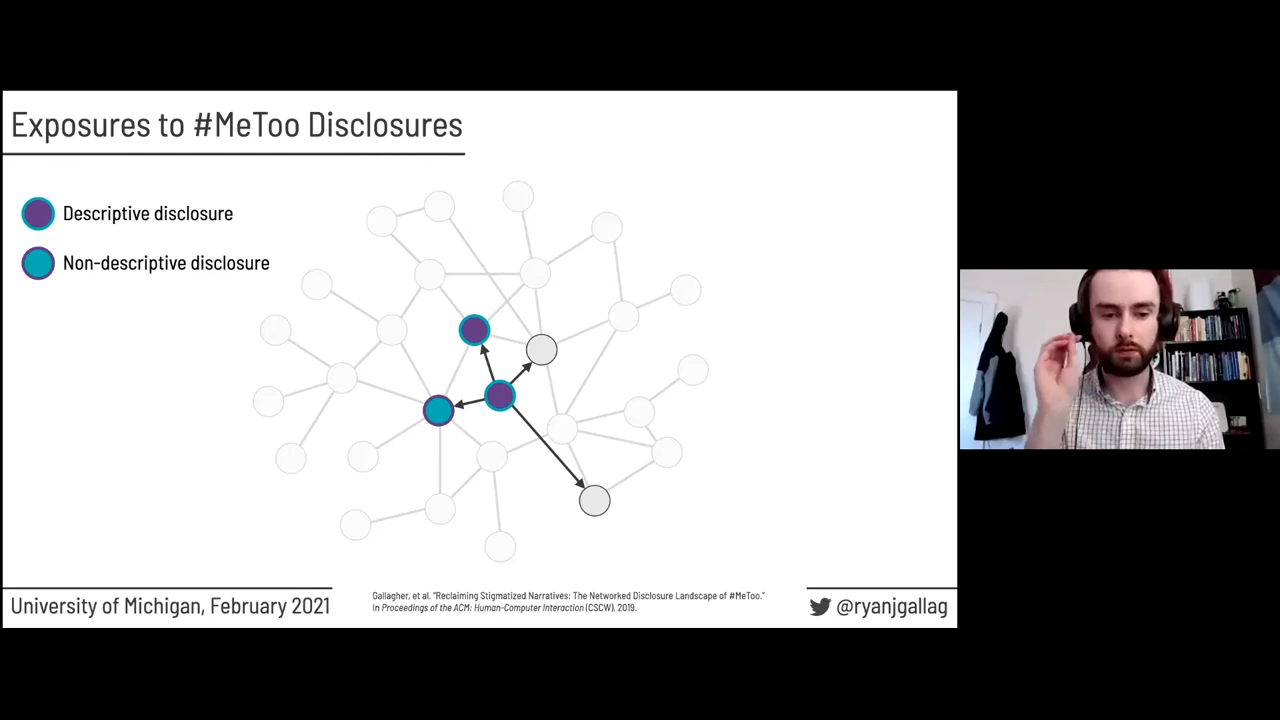 Exposures to #MeToo Disclosures
Descriptive disclosure
Non-descriptive disclosure
University of Michigan, February 2021
Gallagher, et al. "Reclaiming Stigmatized Narratives: The Networked Disclosure Landscape of #MeToo."
In Proceedings of the ACM: Human-Computer Interaction (CSCW), 2019.
@ryanjgallag